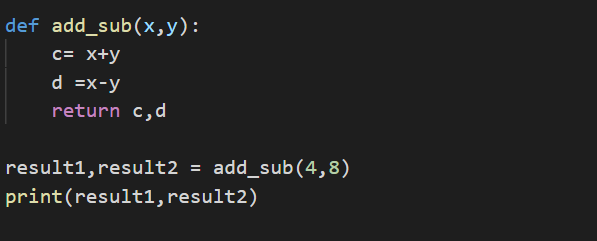 def add_sub(x,y):
    c= x+y
    d =x-y
    return c,d

result1,result2 = add_sub(4,8)
print(result1,result2)